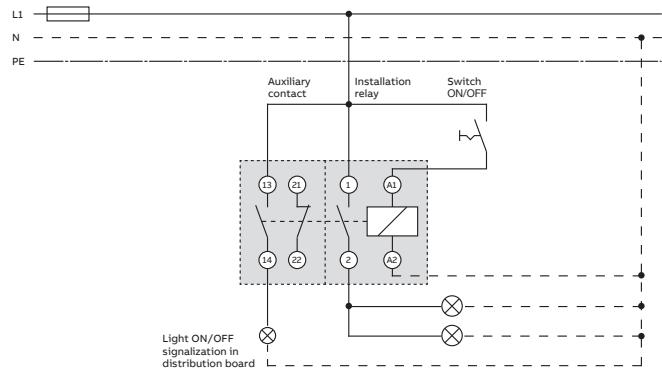 L1
N
PE
Auxiliary
contact
Installation
relay
Switch
ON/OFF
13
21
1
A1
14
22
2
A2
Light ON/OFF
signalization in
distribution board